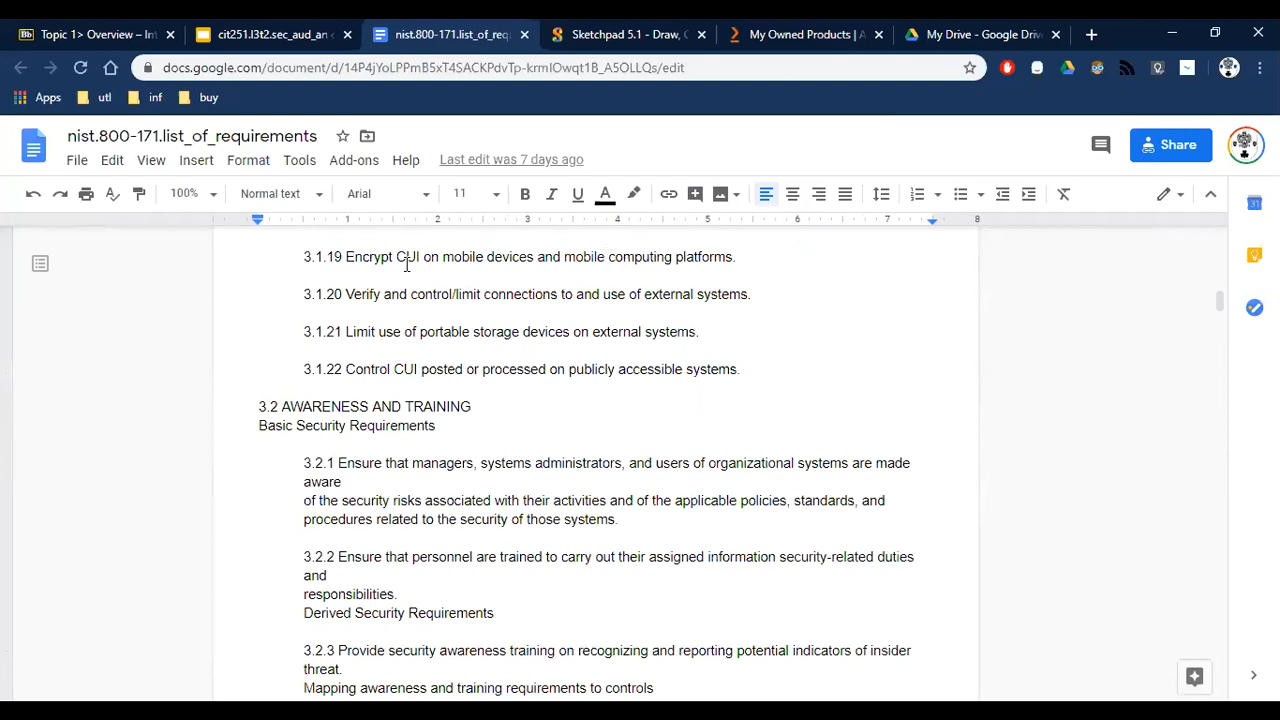 Topic 1> Overview – Int
cit251.l3t2.sec_aud_an
nist.800-171.list_of_requ
Sketchpad 5.1 - Draw, C
My Owned Products | A
My Drive - Google Driv
docs.google.com/document/d/14P4jYoLPPmB5xT4SACKPdvTp-krmIOwqt1B_A5OLLQs/edit
Apps utl inf buy
nist.800-171.list_of_requirements
File Edit View Insert Format Tools Add-ons Help Last edit was 7 days ago
Share
100% Normal text Arial 11
1 2 3 4 5 6 7 8
3.1.19 Encrypt CUI on mobile devices and mobile computing platforms.
3.1.20 Verify and control/limit connections to and use of external systems.
3.1.21 Limit use of portable storage devices on external systems.
3.1.22 Control CUI posted or processed on publicly accessible systems.
3.2 AWARENESS AND TRAINING
Basic Security Requirements
3.2.1 Ensure that managers, systems administrators, and users of organizational systems are made
aware
of the security risks associated with their activities and of the applicable policies, standards, and
procedures related to the security of those systems.
3.2.2 Ensure that personnel are trained to carry out their assigned information security-related duties
and
responsibilities.
Derived Security Requirements
3.2.3 Provide security awareness training on recognizing and reporting potential indicators of insider
threat.
Mapping awareness and training requirements to controls